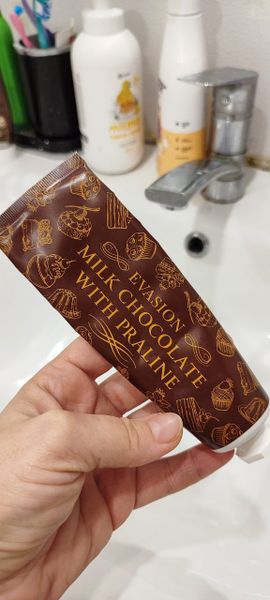 EVASION
MILK CHOCOLATE
WITH PRALINE